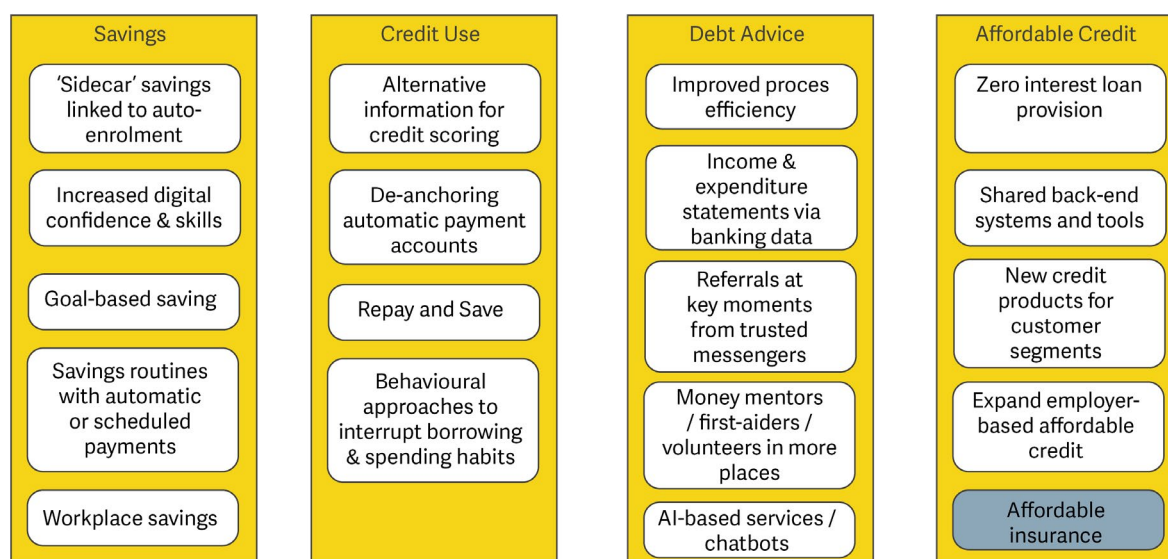 Savings
‘Sidecar’ savings
linked to auto-
enrolment
Increased digital
confidence & skills
Goal-based saving
Savings routines
with automatic
or scheduled
payments
Workplace savings
Credit Use
Alternative
information for
credit scoring
De-anchoring
automatic payment
accounts
Repay and Save
Behavioural
approaches to
interrupt borrowing
& spending habits
Debt Advice
Improved proces
efficiency
Income &
expenditure
statements via
banking data
Referrals at
key moments
from trusted
messengers
Money mentors
/ first-aiders /
volunteers in more
places
AI-based services /
chatbots
Affordable Credit
Zero interest loan
provision
Shared back-end
systems and tools
New credit
products for
customer
segments
Expand employer-
based affordable
credit
Affordable
insurance